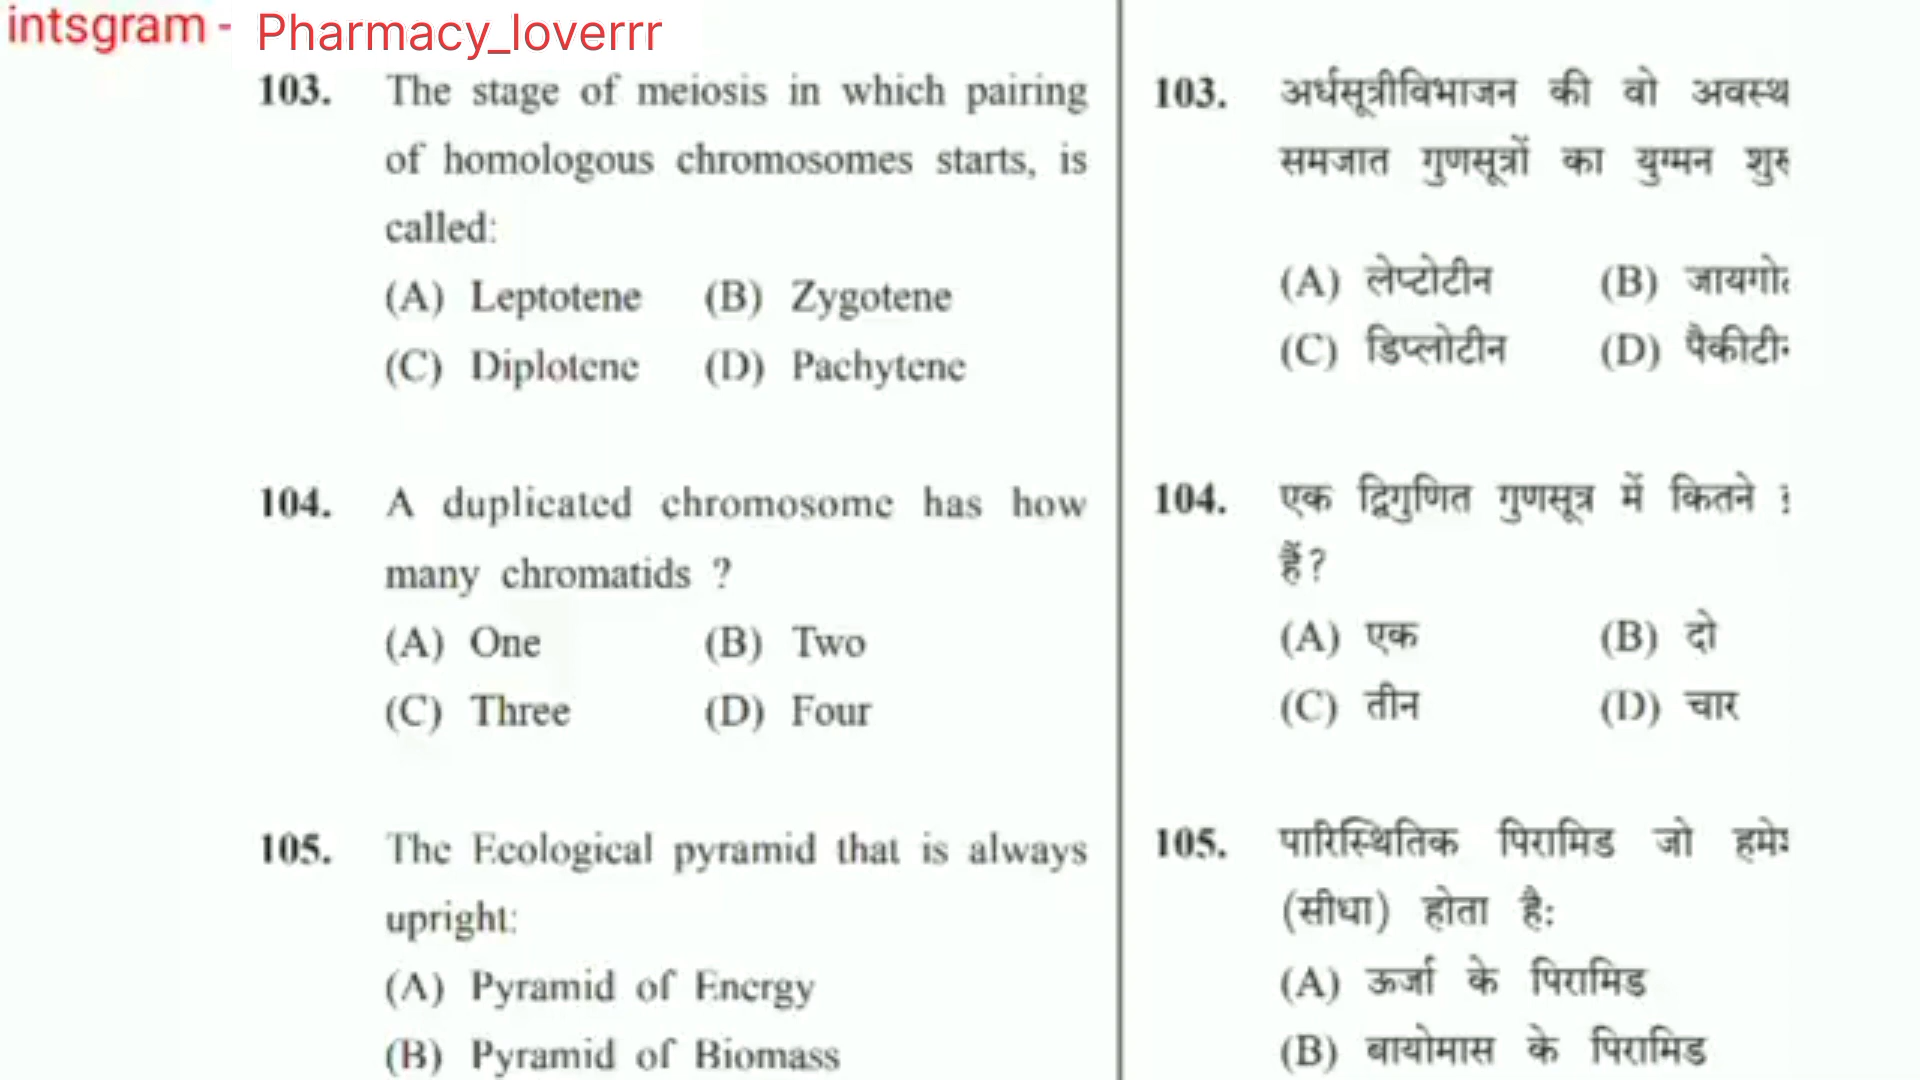 intsgram - Pharmacy_loverrr
103. The stage of meiosis in which pairing
of homologous chromosomes starts, is
called:
(A) Leptotene (B) Zygotene
(C) Diplotene (D) Pachytene
104. A duplicated chromosome has how
many chromatids ?
(A) One (B) Two
(C) Three (D) Four
105. The Ecological pyramid that is always
upright:
(A) Pyramid of Energy
(B) Pyramid of Biomass
103. अर्धसूत्रीविभाजन की वो
समजात गुणसूत्रों का युग्मन
(A) लेप्टोटीन (B)
(C) डिप्लोटीन (D)
104. एक द्विगुणित गुणसूत्र में कितने
हैं?
(A) एक (B) दो
(C) तीन (D) चार
105. पारिस्थितिक पिरामिड जो
(सीधा) होता है:
(A) ऊर्जा के पिरामिड
(B) बायोमास के पिरामिड